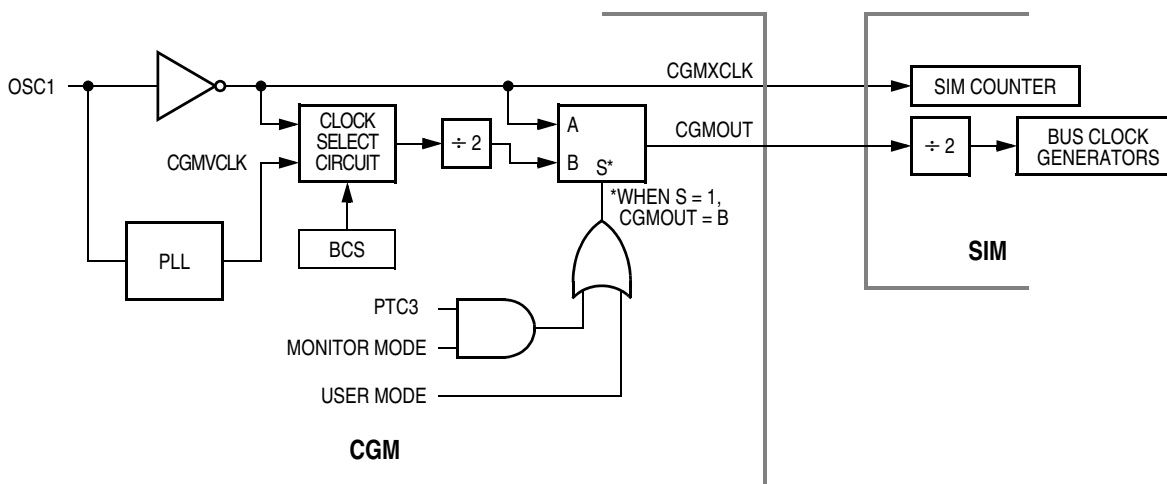 OSC1
CGMXCLK
SIM COUNTER
CLOCK
SELECT
CIRCUIT
÷ 2
A
B
S*
CGMOUT
÷ 2
BUS CLOCK
GENERATORS
CGMVCLK
*WHEN S = 1,
CGMOUT = B
BCS
PLL
SIM
PTC3
MONITOR MODE
USER MODE
CGM